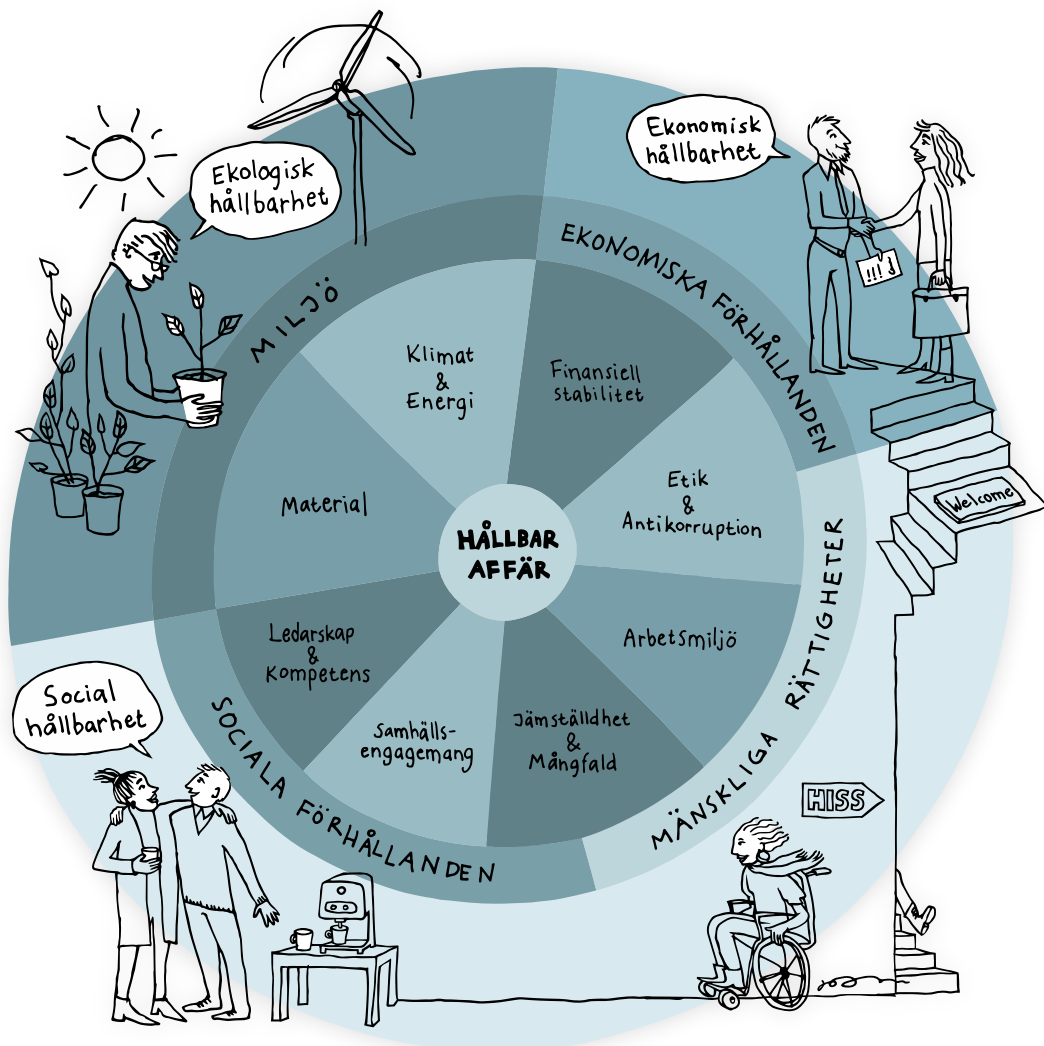 Ekologisk
hållbarhet
Ekonomisk
hållbarhet
MILJÖ
EKONOMISKA FÖRHÅLLANDEN
Klimat
&
Energi
Finansiell
stabilitet
Material
Etik
&
Antikorruption
Welcome
HÅLLBAR
AFFÄR
Ledarskap
&
Kompetens
Arbetsmiljö
Samhälls-
engagemang
Jämställdhet
&
Mångfald
MÄNSKLIGA RÄTTIGHETER
SOCIALA FÖRHÅLLANDEN
Social
hållbarhet
HISS